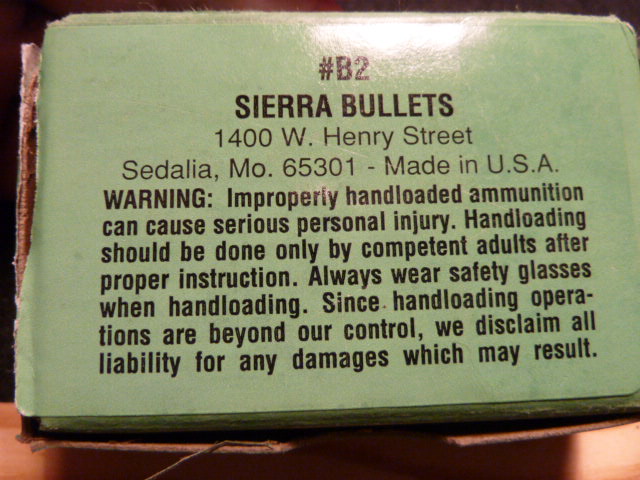 #B2
SIERRA BULLETS
1400 W. Henry Street
Sedalia, Mo. 65301 - Made in U.S.A.
WARNING: Improperly handloaded ammunition
can cause serious personal injury. Handloading
should be done only by competent adults after
proper instruction. Always wear safety glasses
when handloading. Since handloading opera-
tions are beyond our control, we disclaim all
liability for any damages which may result.